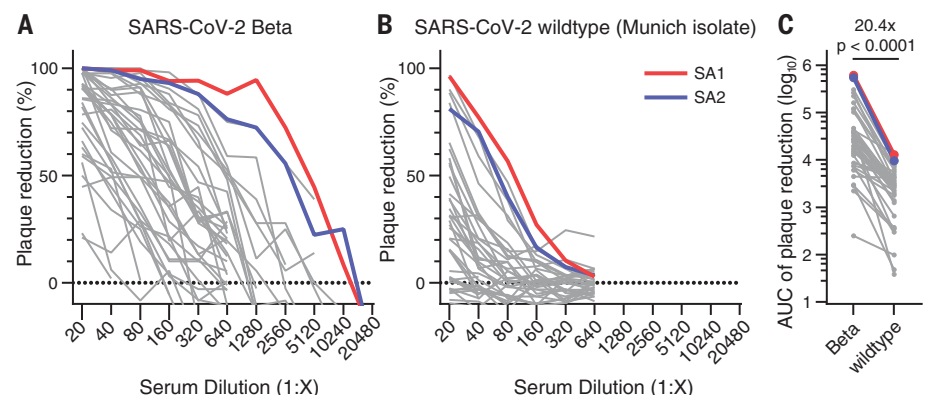 A
SARS-CoV-2 Beta
Plaque reduction (%)
100
50
0
20
40
80
160
320
640
1280
2560
5120
10240
20480
Serum Dilution (1:X)
B
SARS-CoV-2 wildtype (Munich isolate)
SA1
SA2
Plaque reduction (%)
100
50
0
20
40
80
160
320
640
1280
2560
5120
10240
20480
Serum Dilution (1:X)
C
20.4x
p < 0.0001
AUC of plaque reduction (log₁₀)
6
5
4
3
2
1
Beta
wildtype